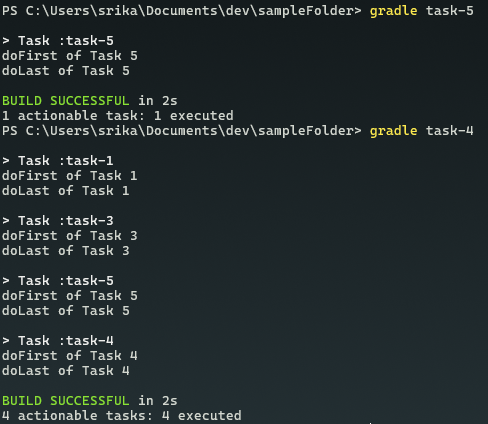 PS C:\Users\srika\Documents\dev\sampleFolder> gradle task-5
> Task :task-5
doFirst of Task 5
doLast of Task 5
BUILD SUCCESSFUL in 2s
1 actionable task: 1 executed
PS C:\Users\srika\Documents\dev\sampleFolder> gradle task-4
> Task :task-1
doFirst of Task 1
doLast of Task 1
> Task :task-3
doFirst of Task 3
doLast of Task 3
> Task :task-5
doFirst of Task 5
doLast of Task 5
> Task :task-4
doFirst of Task 4
doLast of Task 4
BUILD SUCCESSFUL in 2s
4 actionable tasks: 4 executed